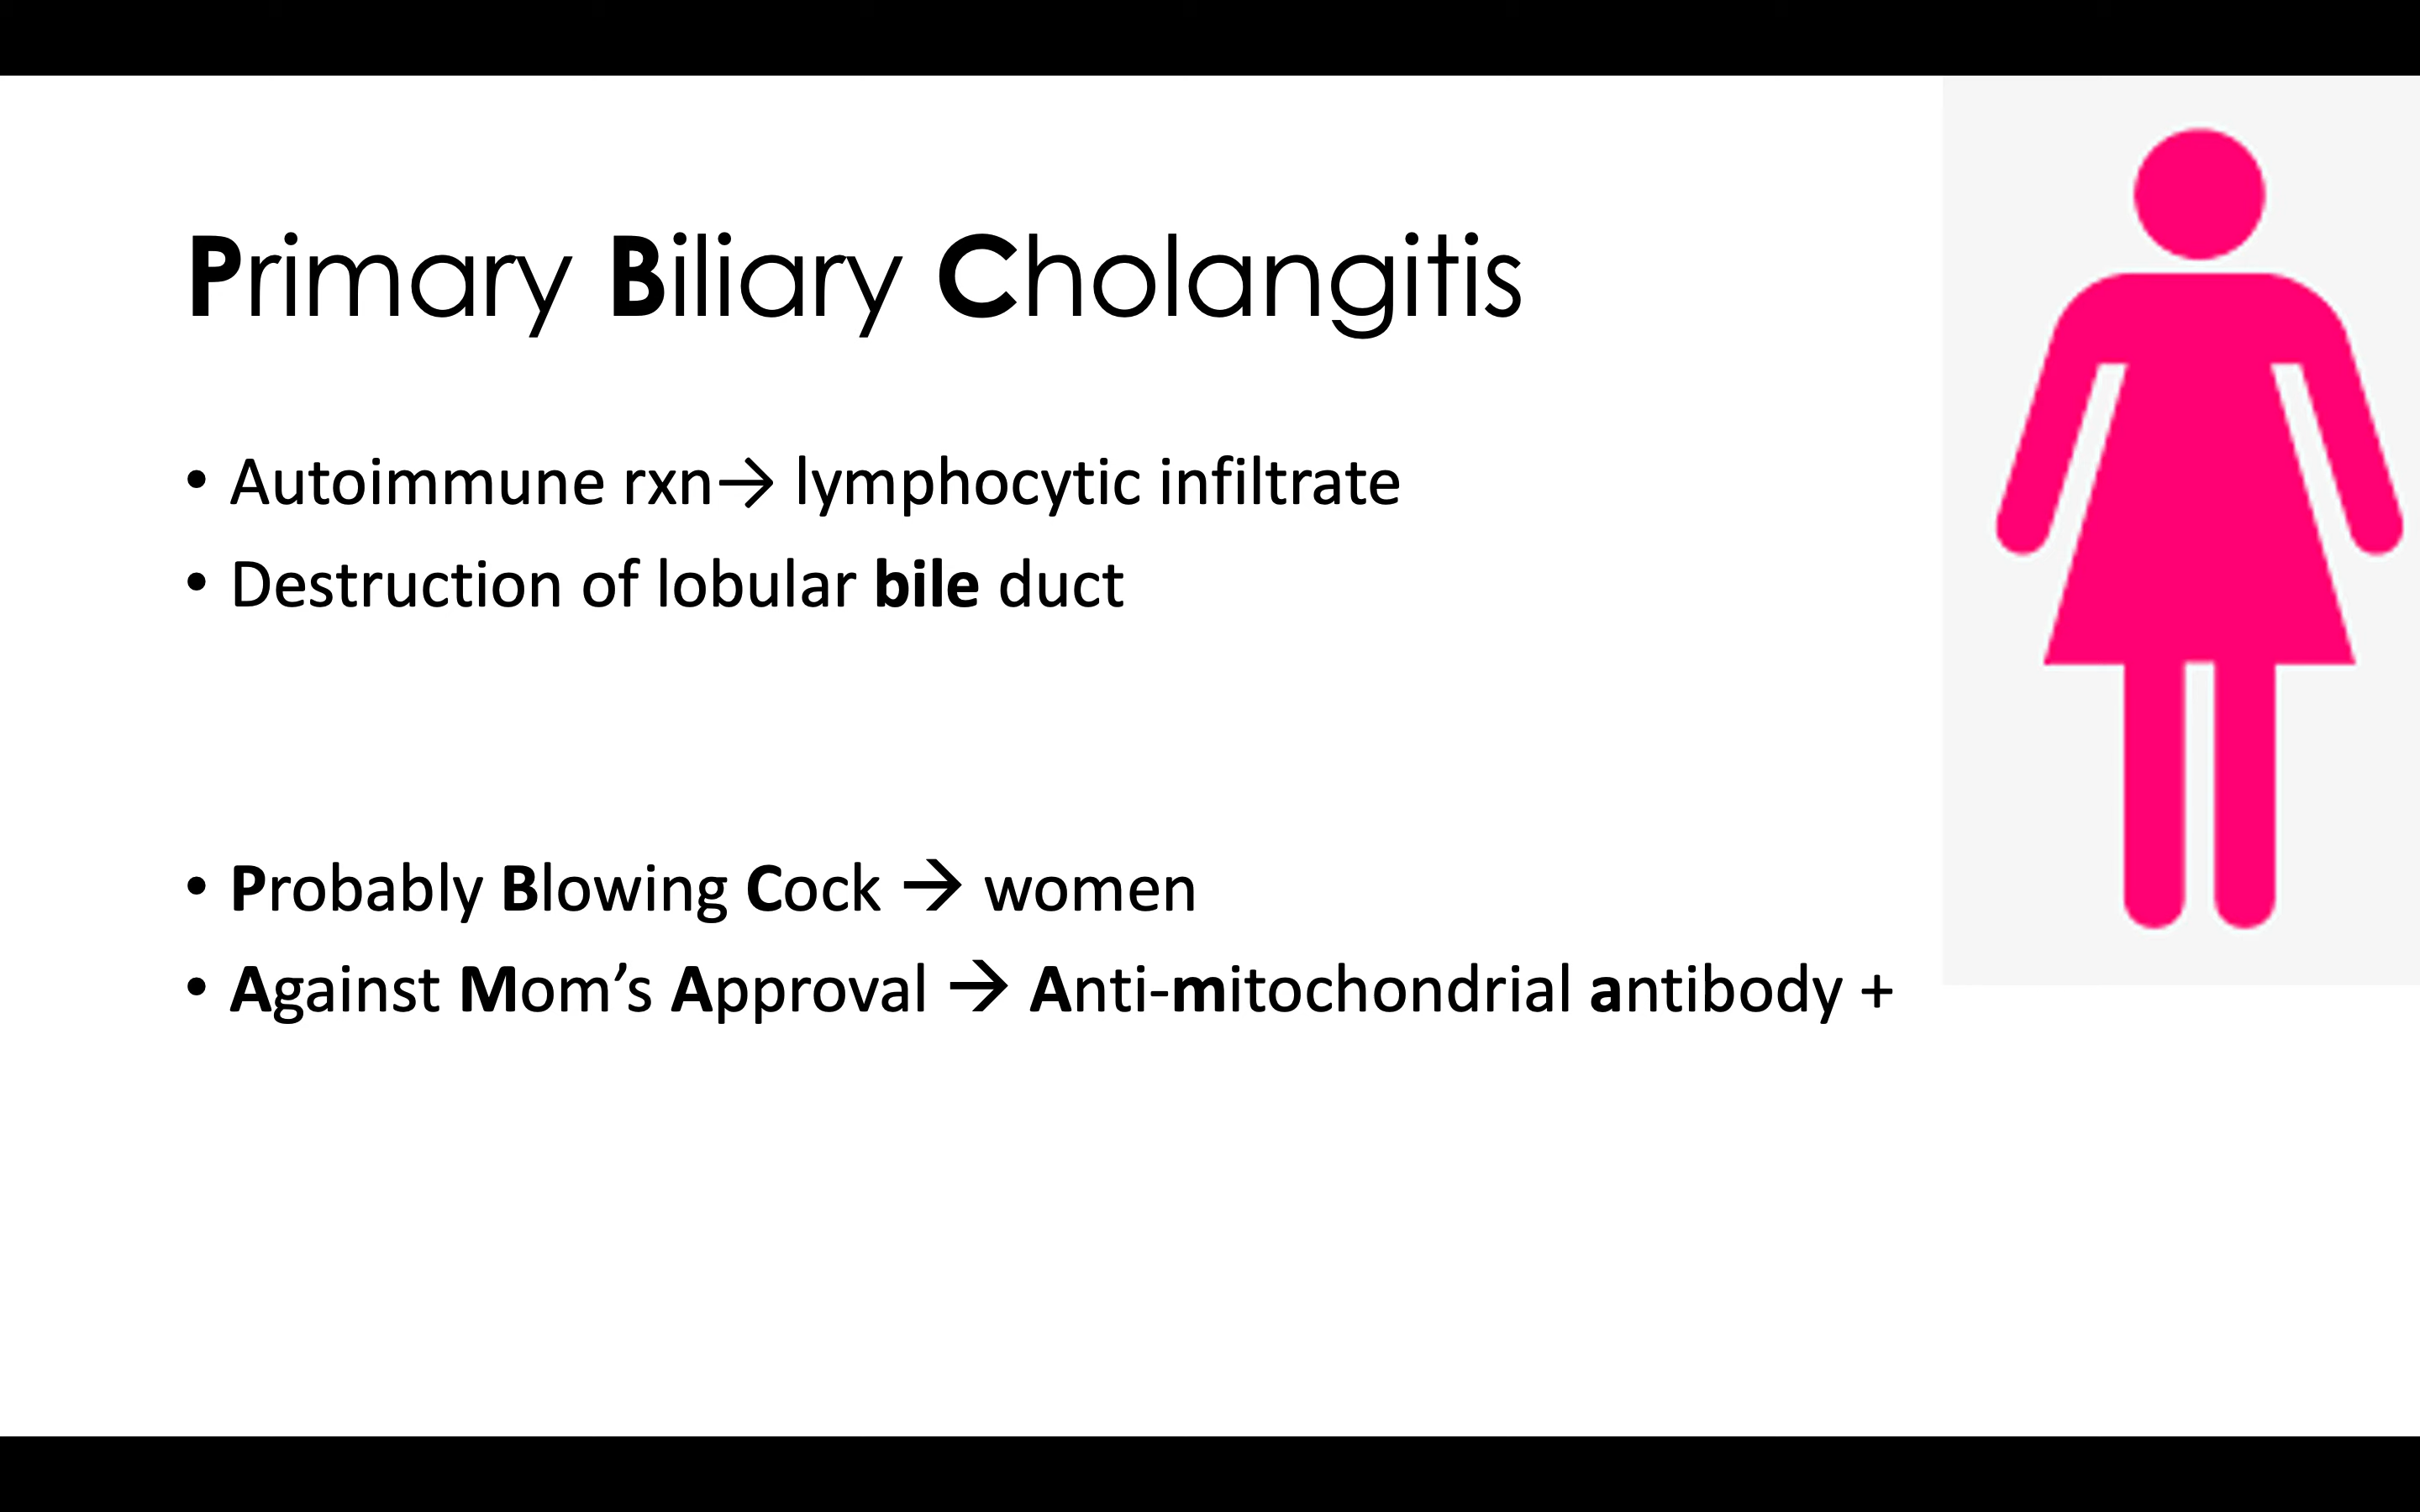 Primary Biliary Cholangitis
• Autoimmune rxn→ lymphocytic infiltrate
• Destruction of lobular bile duct
• Probably Blowing Cock → women
• Against Mom's Approval → Anti-mitochondrial antibody +